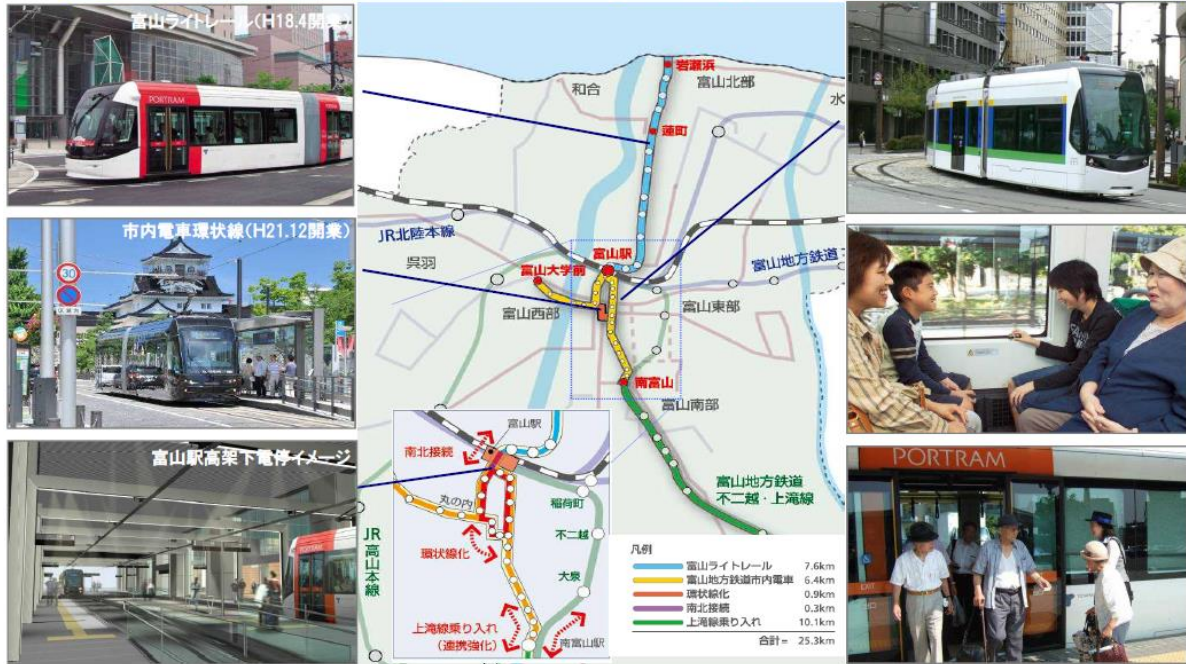 富山ライトレール(H18.4開業)
PORTRAM
市内電車環状線(H21.12開業)
30
富山駅高架下電停イメージ
PORTRAM
岩瀬浜
和合
富山北部
水
蓮町
JR北陸本線
富山駅
呉羽
富山大学前
富山地方鉄道
富山西部
富山東部
南富山
富山南部
富山地方鉄道
不二越・上滝線
JR高山本線
富山駅
南北接続
丸の内
稲荷町
環状線化
不二越
大泉
上滝線乗り入れ
(連携強化)
南富山駅
凡例
富山ライトレール 7.6km
富山地方鉄道市内電車 6.4km
環状線化 0.9km
南北接続 0.3km
上滝線乗り入れ 10.1km
合計= 25.3km
PORTRAM